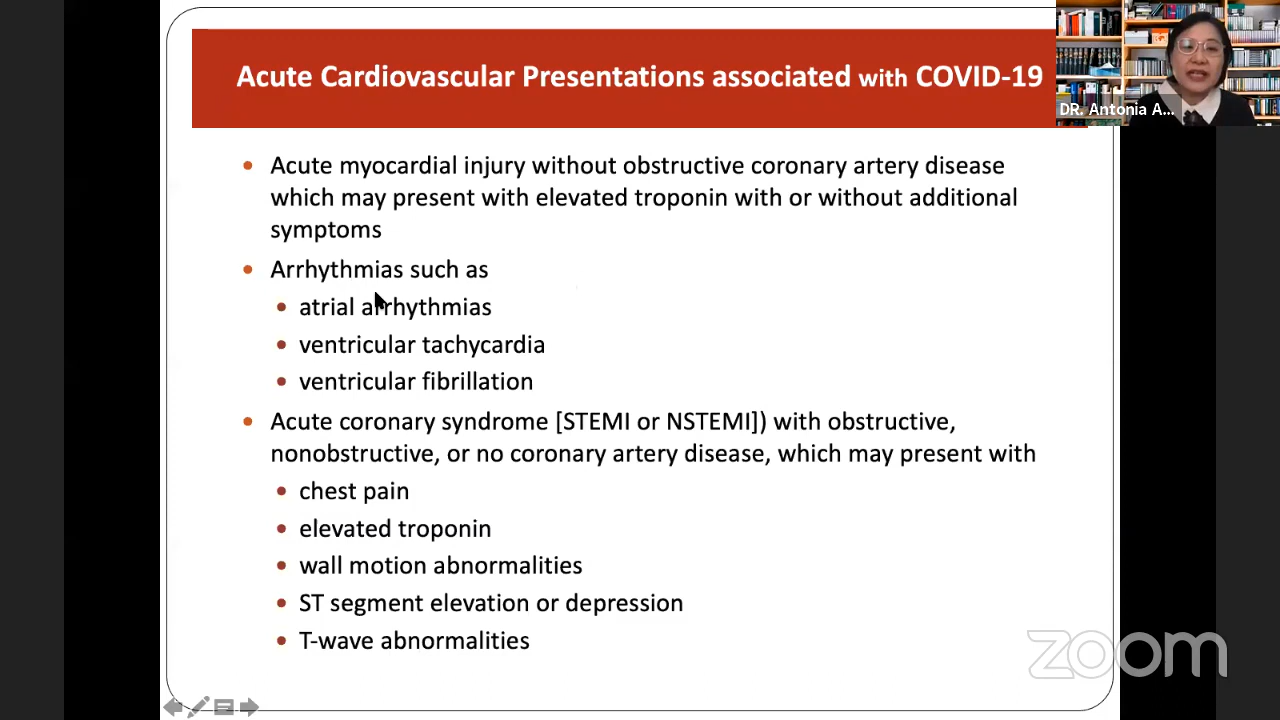 Acute Cardiovascular Presentations associated with COVID-19
DR. Antonia A...
• Acute myocardial injury without obstructive coronary artery disease
which may present with elevated troponin with or without additional
symptoms
• Arrhythmias such as
• atrial arrhythmias
• ventricular tachycardia
• ventricular fibrillation
• Acute coronary syndrome [STEMI or NSTEMI]) with obstructive,
nonobstructive, or no coronary artery disease, which may present with
• chest pain
• elevated troponin
• wall motion abnormalities
• ST segment elevation or depression
• T-wave abnormalities
zoom